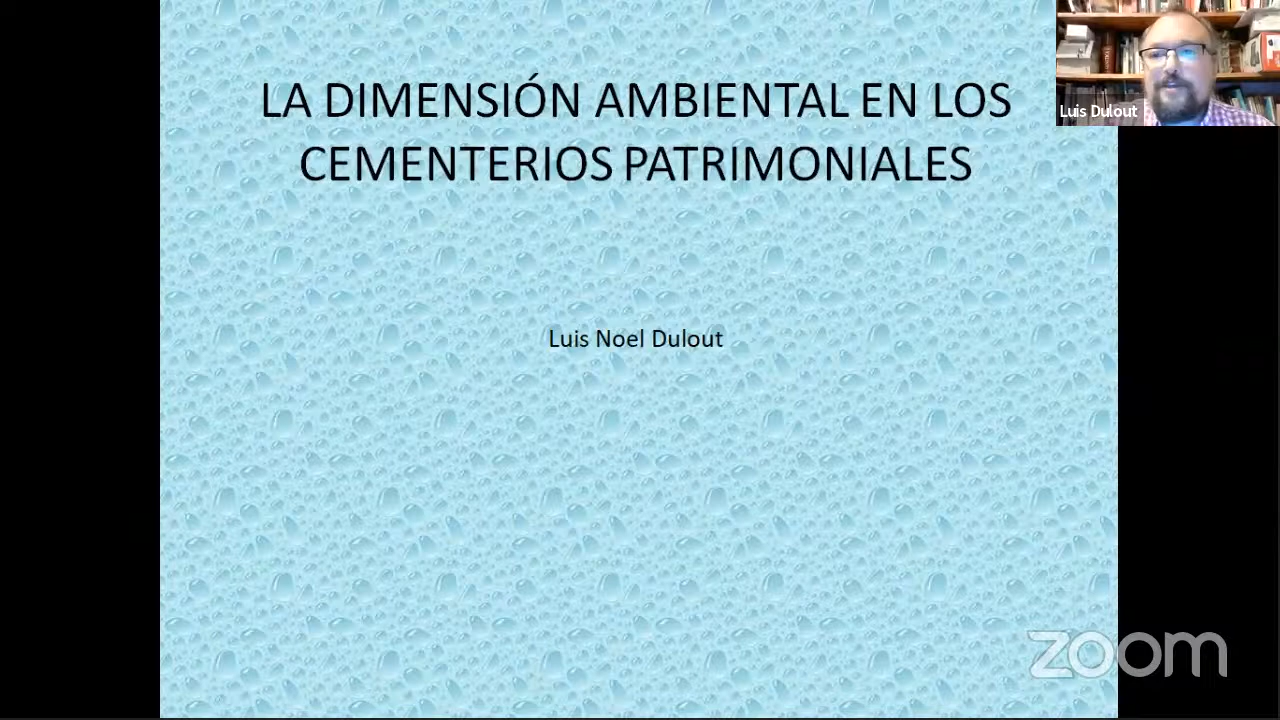 LA DIMENSIÓN AMBIENTAL EN LOS
CEMENTERIOS PATRIMONIALES
Luis Dulout
Luis Noel Dulout
zoom